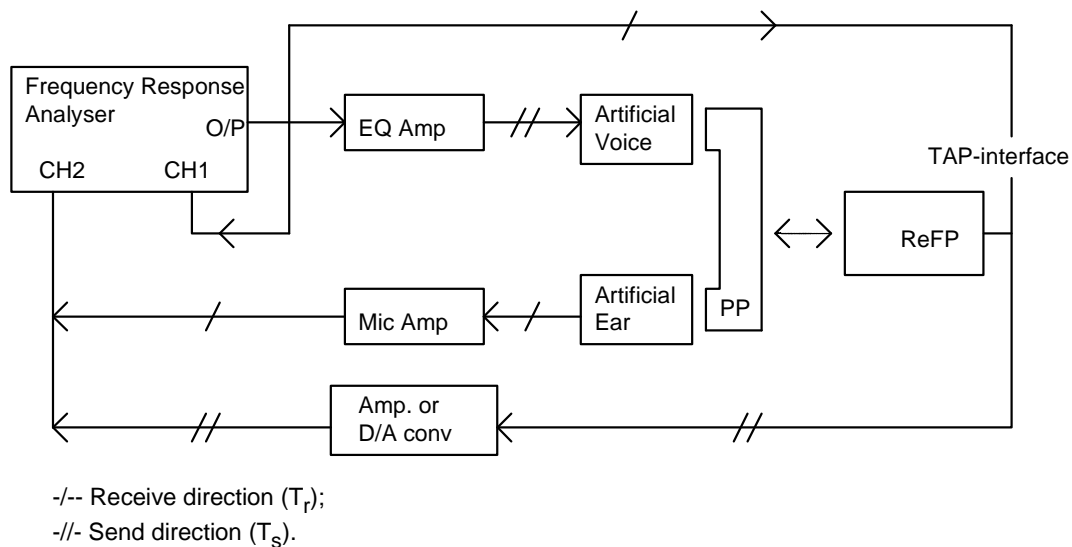 Frequency Response
Analyser
O/P
CH2
CH1
EQ Amp
Artificial
Voice
TAP-interface
ReFP
PP
Mic Amp
Artificial
Ear
Amp. or
D/A conv
-/-- Receive direction (Tr);
-//- Send direction (Ts).